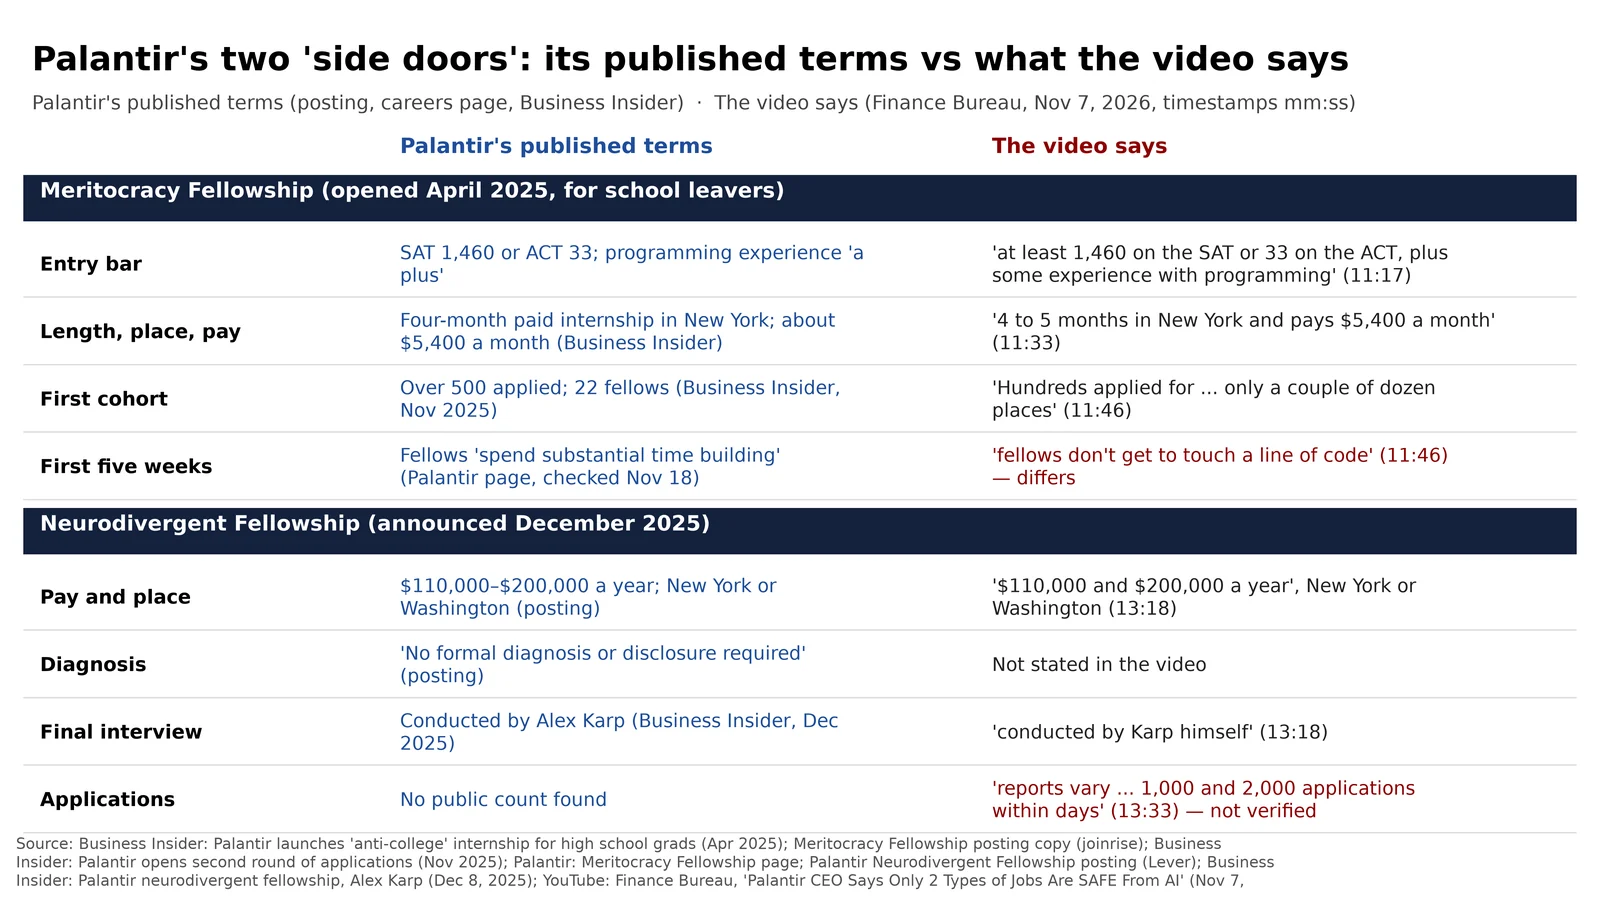 Palantir's two 'side doors': its published terms vs what the video says
Palantir's published terms (posting, careers page, Business Insider)  ·  The video says (Finance Bureau, Nov 7, 2026, timestamps mm:ss)
Palantir's published terms
The video says
Meritocracy Fellowship (opened April 2025, for school leavers)
Entry bar
SAT 1,460 or ACT 33; programming experience 'a
plus'
'at least 1,460 on the SAT or 33 on the ACT, plus
some experience with programming' (11:17)
Length, place, pay
Four-month paid internship in New York; about
$5,400 a month (Business Insider)
'4 to 5 months in New York and pays $5,400 a month'
(11:33)
First cohort
Over 500 applied; 22 fellows (Business Insider,
Nov 2025)
'Hundreds applied for ... only a couple of dozen
places' (11:46)
First five weeks
Fellows 'spend substantial time building'
(Palantir page, checked Nov 18)
'fellows don't get to touch a line of code' (11:46)
— differs
Neurodivergent Fellowship (announced December 2025)
Pay and place
$110,000–$200,000 a year; New York or
Washington (posting)
'$110,000 and $200,000 a year', New York or
Washington (13:18)
Diagnosis
'No formal diagnosis or disclosure required'
(posting)
Not stated in the video
Final interview
Conducted by Alex Karp (Business Insider, Dec
2025)
'conducted by Karp himself' (13:18)
Applications
No public count found
'reports vary ... 1,000 and 2,000 applications
within days' (13:33) — not verified
Source: Business Insider: Palantir launches 'anti-college' internship for high school grads (Apr 2025); Meritocracy Fellowship posting copy (joinrise); Business
Insider: Palantir opens second round of applications (Nov 2025); Palantir: Meritocracy Fellowship page; Palantir Neurodivergent Fellowship posting (Lever); Business
Insider: Palantir neurodivergent fellowship, Alex Karp (Dec 8, 2025); YouTube: Finance Bureau, 'Palantir CEO Says Only 2 Types of Jobs Are SAFE From AI' (Nov 7,